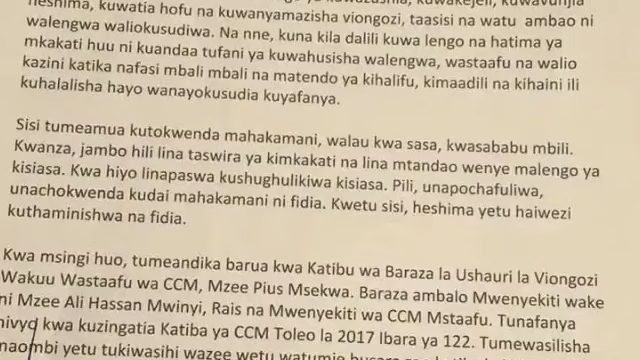 heshima, kuwatia hofu na kuwanyamazisha viongozi, taasisi na watu ambao ni
walengwa waliokusudiwa. Na nne, kuna kila dalili kuwa lengo na hatima ya
mkakati huu ni kuandaa tufani ya kuwahusisha walengwa, wastaafu na walio
kazini katika nafasi mbali mbali na matendo ya kihalifu, kimaadili na kihaini ili
kuhalalisha hayo wanayokusudia kuyafanya.
Sisi tumeamua kutokwenda mahakamani, walau kwa sasa, kwasababu mbili.
Kwanza, jambo hili lina taswira ya kimkakati na lina mtandao wenye malengo ya
kisiasa. Kwa hiyo linapaswa kushughulikiwa kisiasa. Pili, unapochafuliwa,
unachokwenda kudai mahakamani ni fidia. Kwetu sisi, heshima yetu haiwezi
kuthaminishwa na fidia.
Kwa msingi huo, tumeandika barua kwa Katibu wa Baraza la Ushauri la Viongozi
Wakuu Wastaafu wa CCM, Mzee Pius Msekwa. Baraza ambalo Mwenyekiti wake
ni Mzee Ali Hassan Mwinyi, Rais na Mwenyekiti wa CCM Mstaafu. Tunafanya
hivyo kwa kuzingatia Katiba ya CCM Toleo la 2017 Ibara ya 122. Tumewasilisha
maombi yetu tukiwasihi wazee wetu